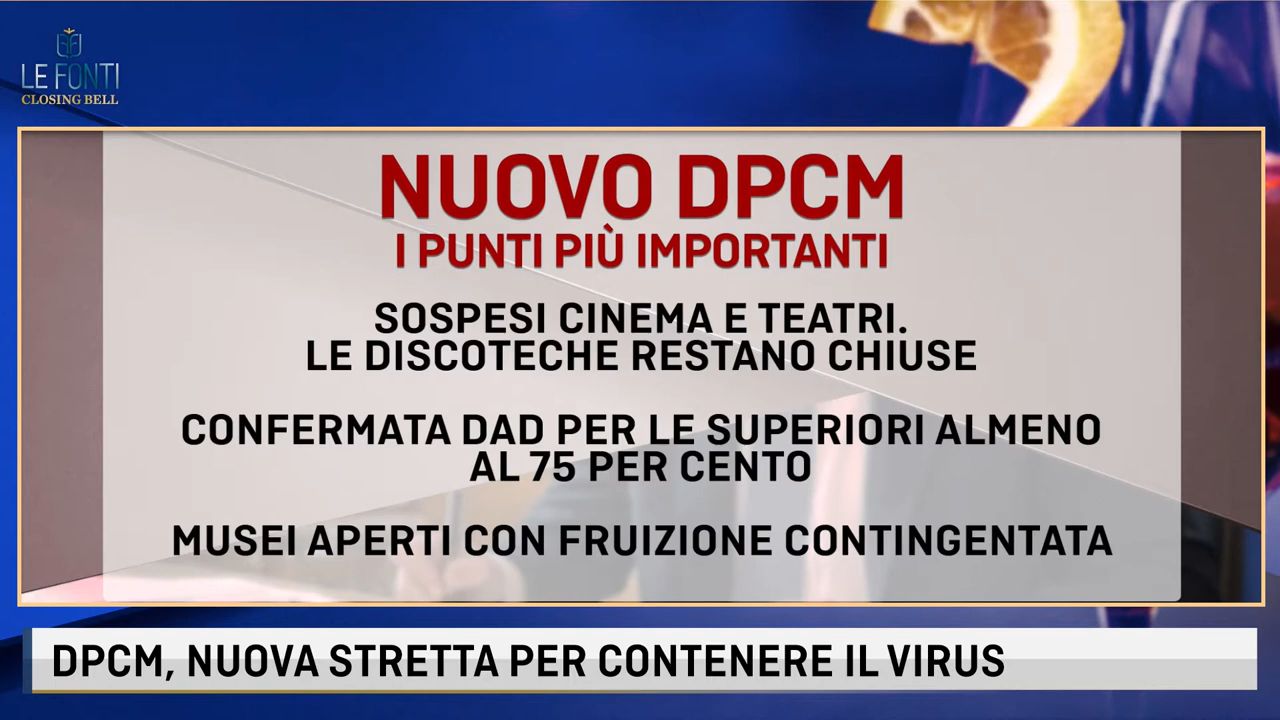 LE FONTI
CLOSING BELL
NUOVO DPCM
I PUNTI PIÙ IMPORTANTI
SOSPESI CINEMA E TEATRI.
LE DISCOTECHE RESTANO CHIUSE
CONFERMATA DAD PER LE SUPERIORI ALMENO
AL 75 PER CENTO
MUSEI APERTI CON FRUIZIONE CONTINGENTATA
DPCM, NUOVA STRETTA PER CONTENERE IL VIRUS